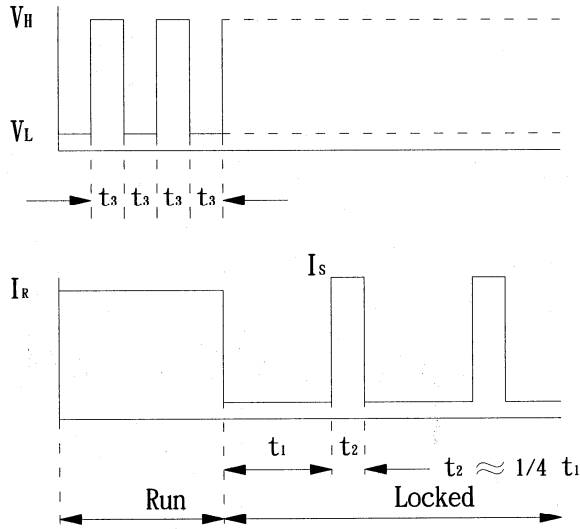 VH
VL
t3 t3 t3 t3
IS
IR
t1 t2 t2 ≈ 1/4 t1
Run Locked